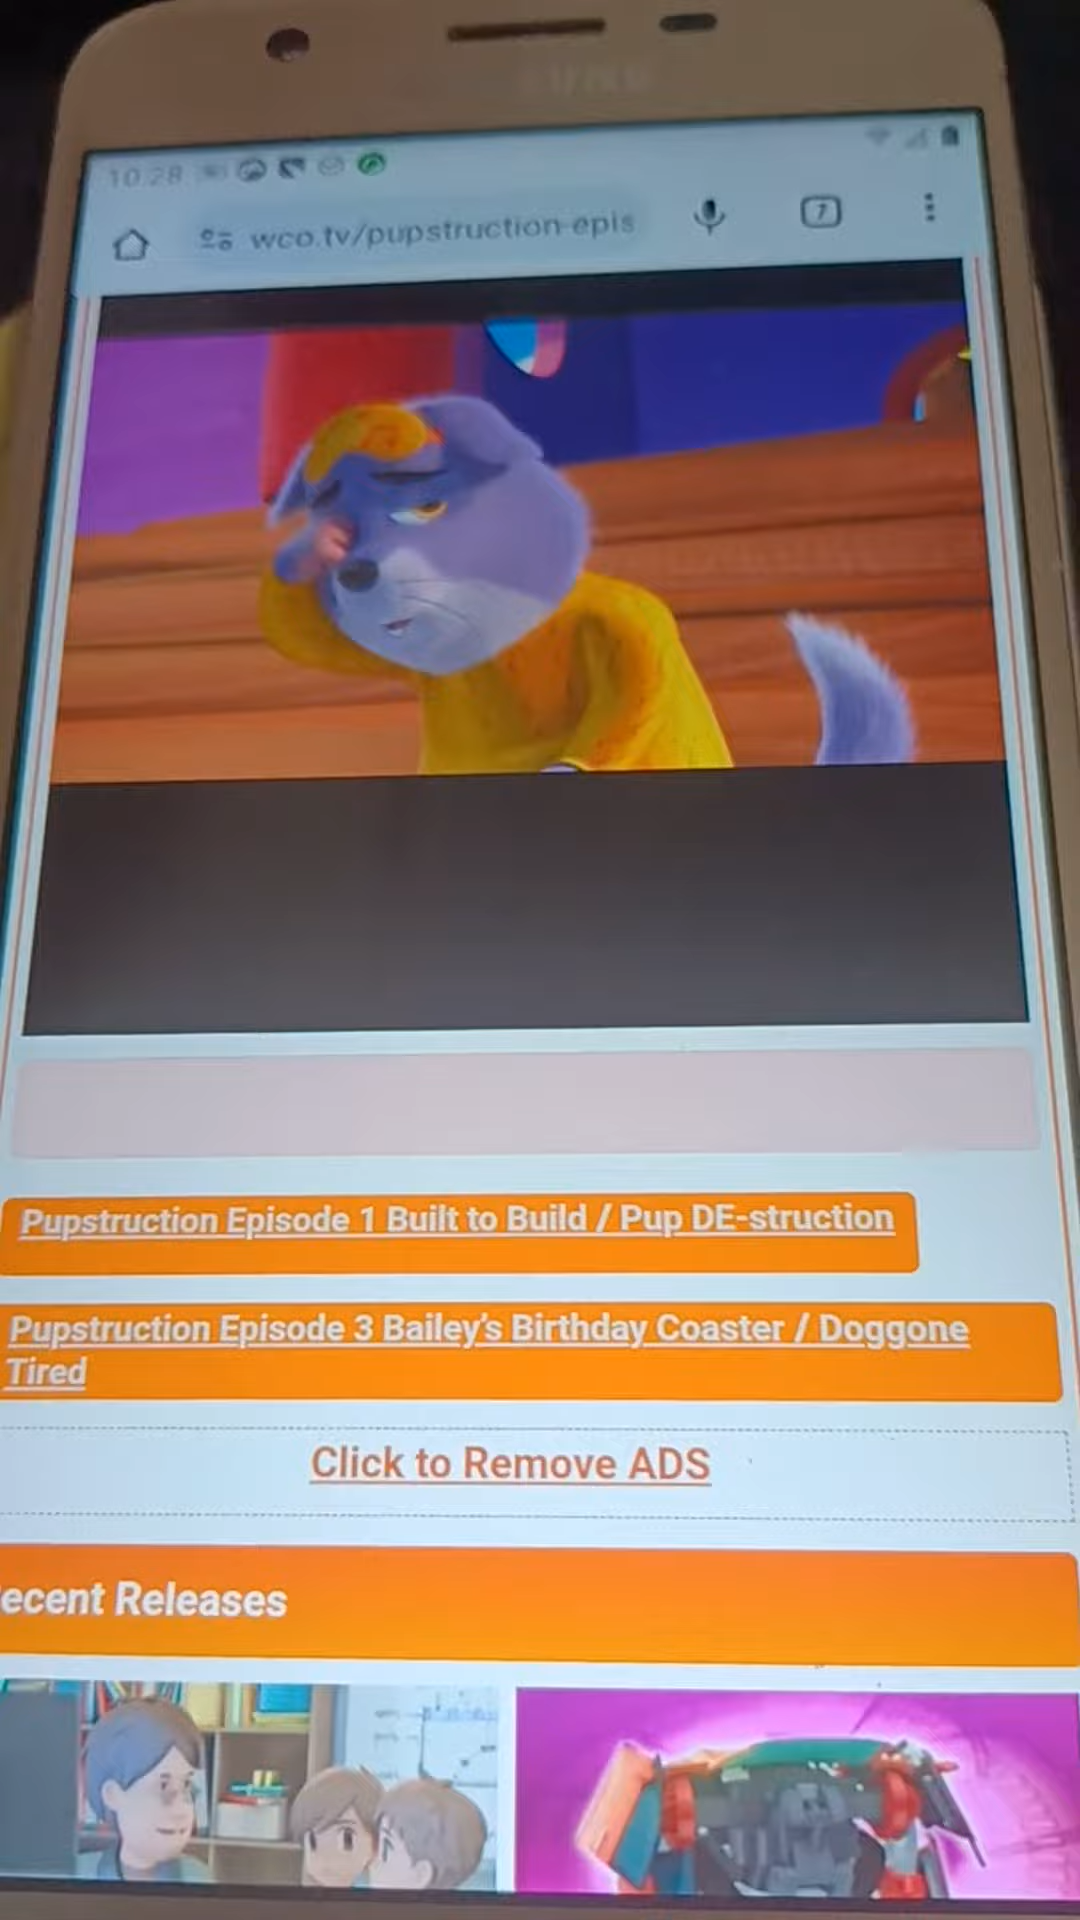 10:28
wco.tv/pupstruction-epis
7
Pupstruction Episode 1 Built to Build / Pup DE-struction
Pupstruction Episode 3 Bailey's Birthday Coaster / Doggone
Tired
Click to Remove ADS
ecent Releases